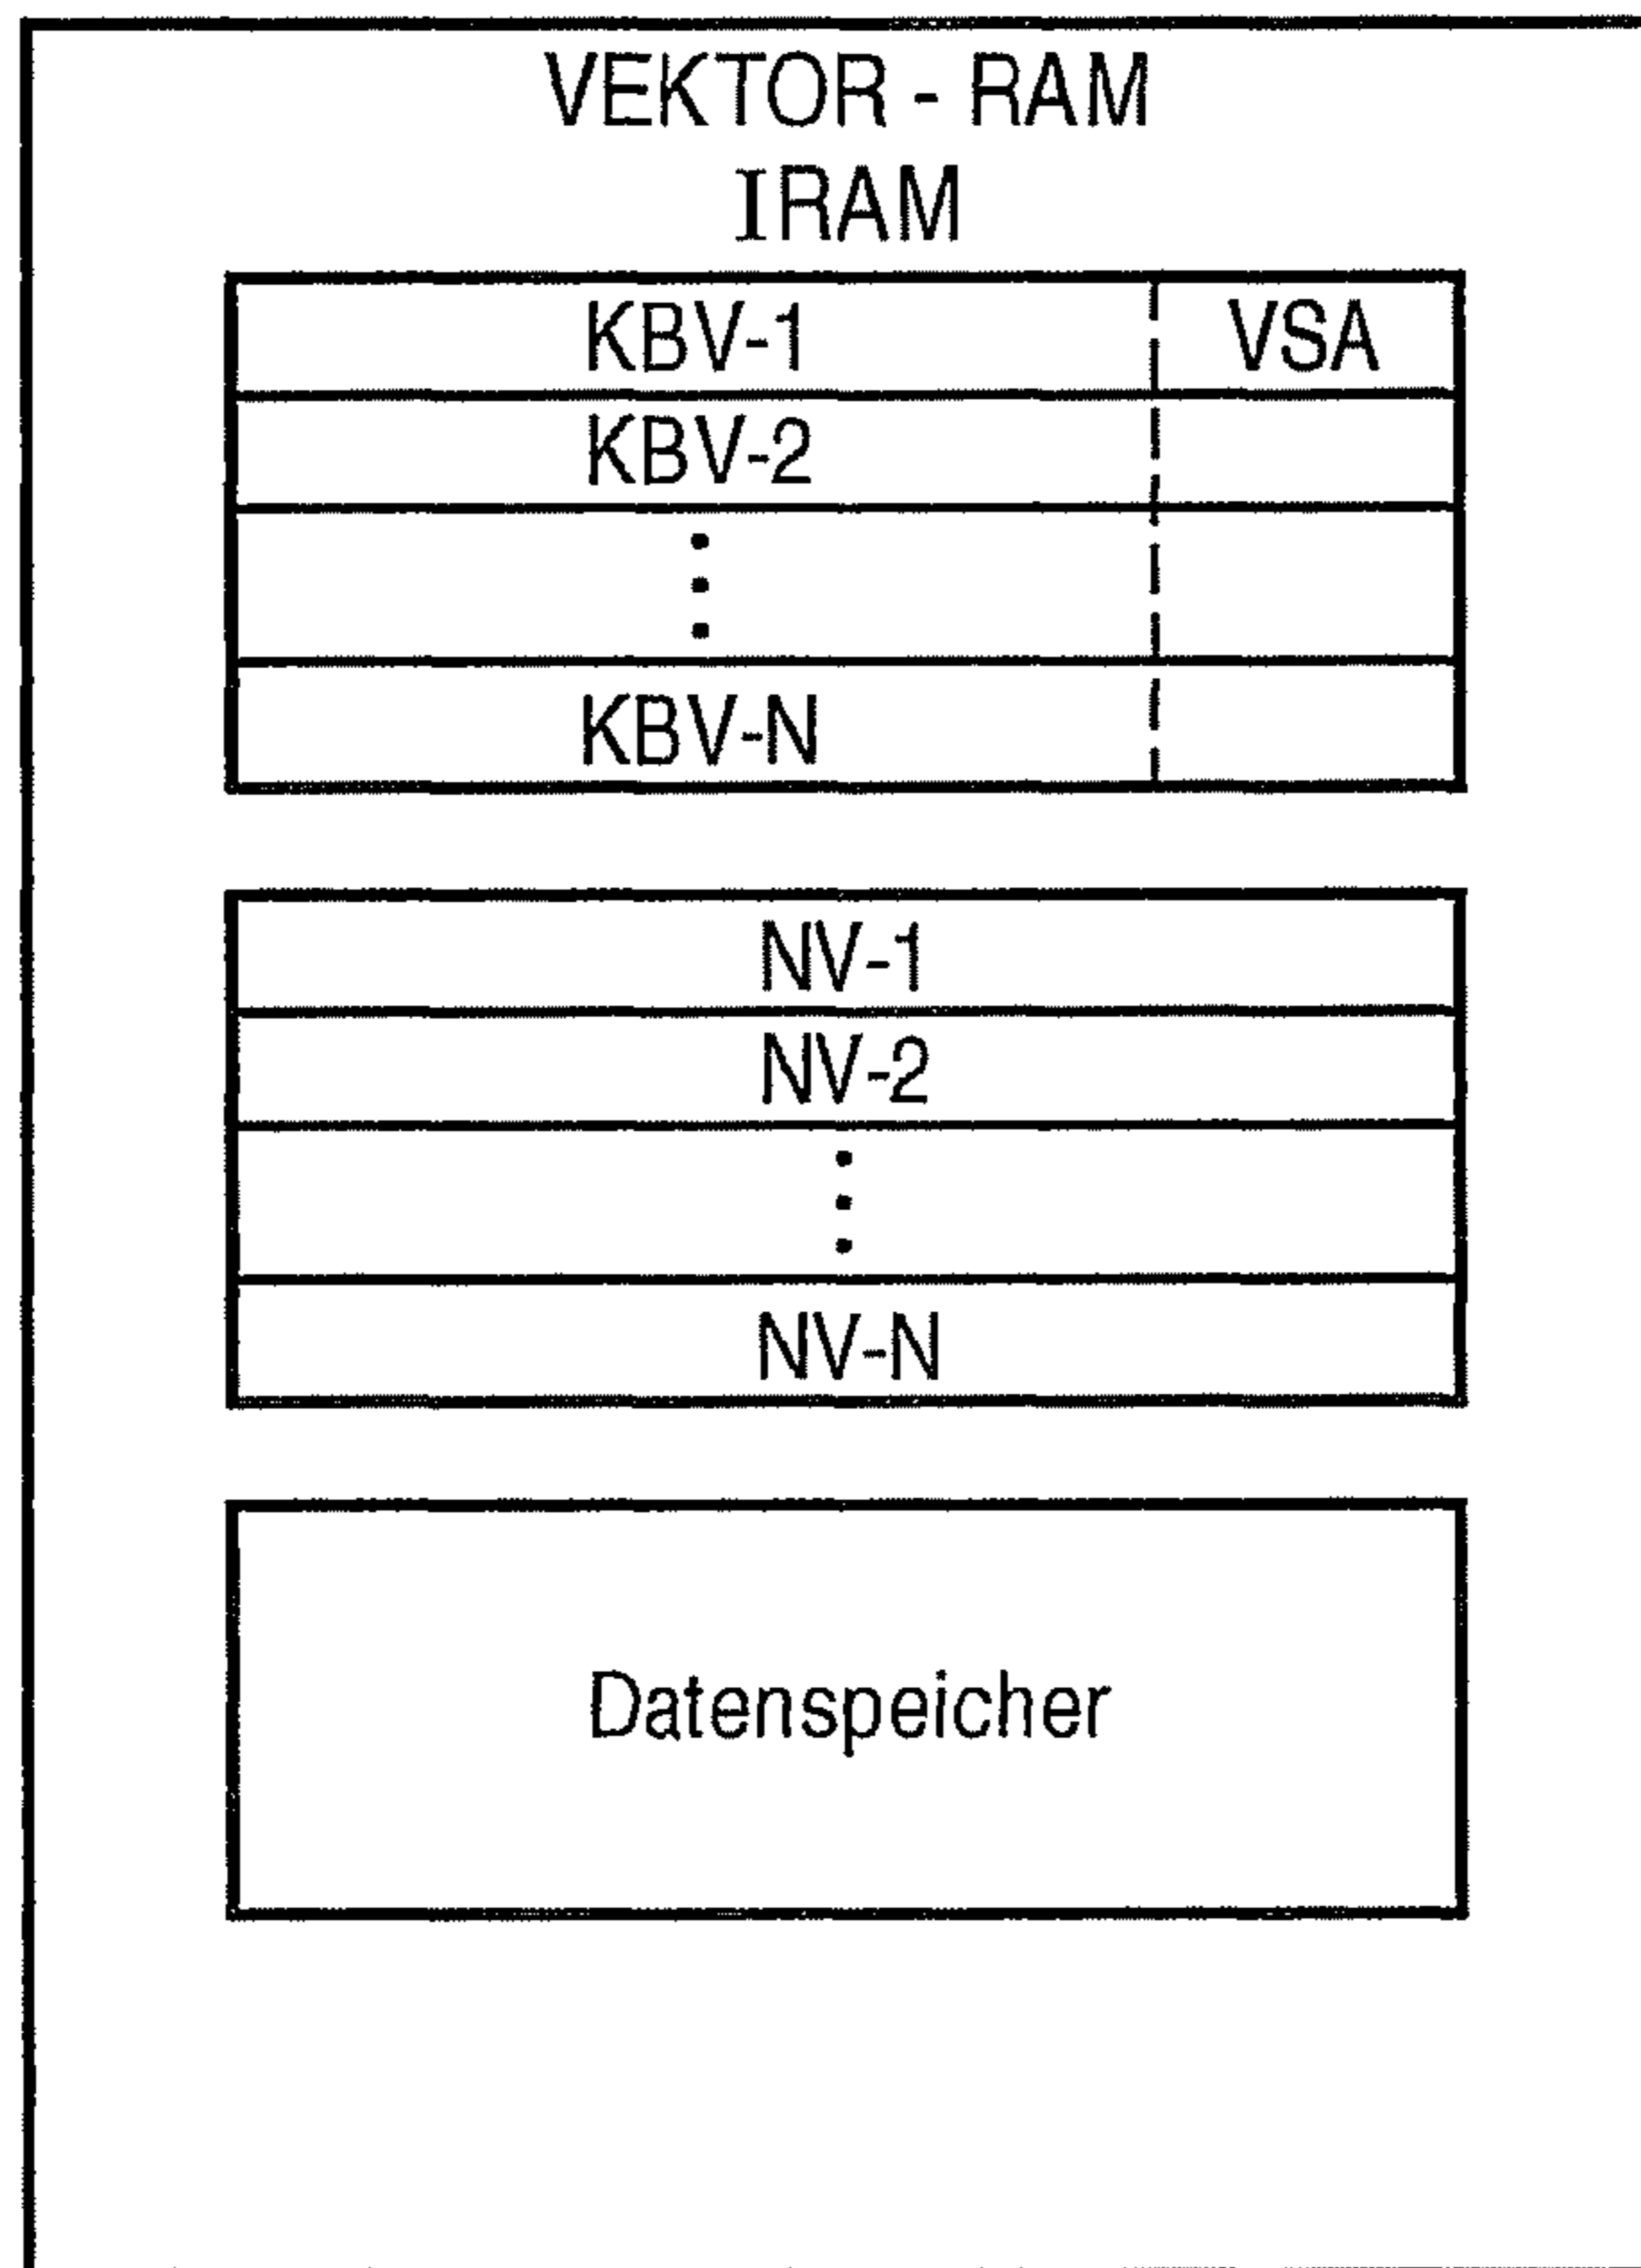 VEKTOR - RAM
IRAM
KBV-1 VSA
KBV-2
KBV-N
NV-1
NV-2
NV-N
Datenspeicher